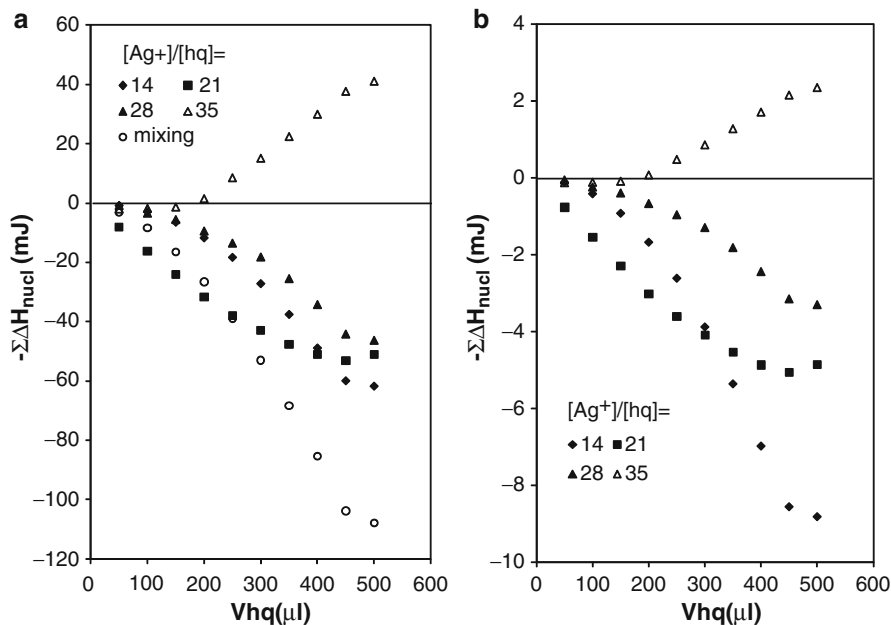 a
[Ag+]/[hq]=
14 21
28 35
mixing
60
40
20
0
−20
−40
−60
−80
−100
−120
-ΣΔHnucl (mJ)
0 100 200 300 400 500 600
Vhq(µl)
b
4
2
0
−2
−4
−6
−8
−10
-ΣΔHnucl (mJ)
[Ag+]/[hq]=
14 21
28 35
0 100 200 300 400 500 600
Vhq(µl)